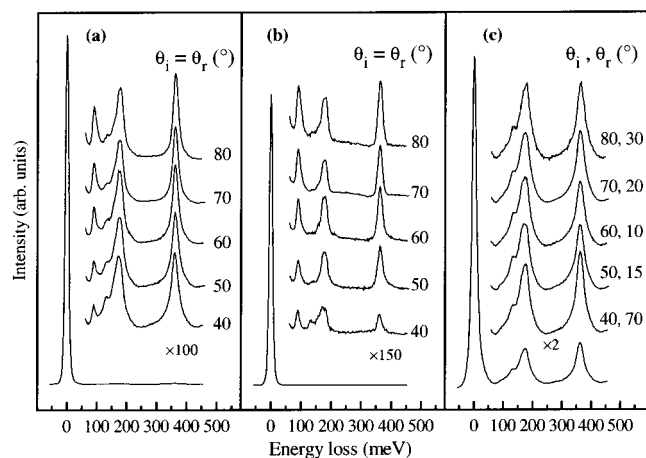 (a)
θi = θr (°)
80
70
60
50
40
×100
(b)
θi = θr (°)
80
70
60
50
40
×150
(c)
θi , θr (°)
80, 30
70, 20
60, 10
50, 15
40, 70
×2
Intensity (arb. units)
0 100 200 300 400 500
0 100 200 300 400 500
0 100 200 300 400 500
Energy loss (meV)